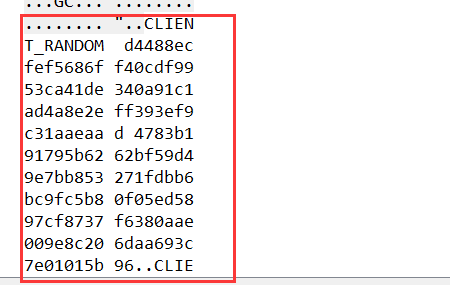 ...GC... ........
........ "..CLIEN
T_RANDOM d4488ec
fef5686f f40cdf99
53ca41de 340a91c1
ad4a8e2e ff393ef9
c31aaeaa d 4783b1
91795b62 62bf59d4
9e7bb853 271fdbb6
bc9fc5b8 0f05ed58
97cf8737 f6380aae
009e8c20 6daa693c
7e01015b 96..CLIE